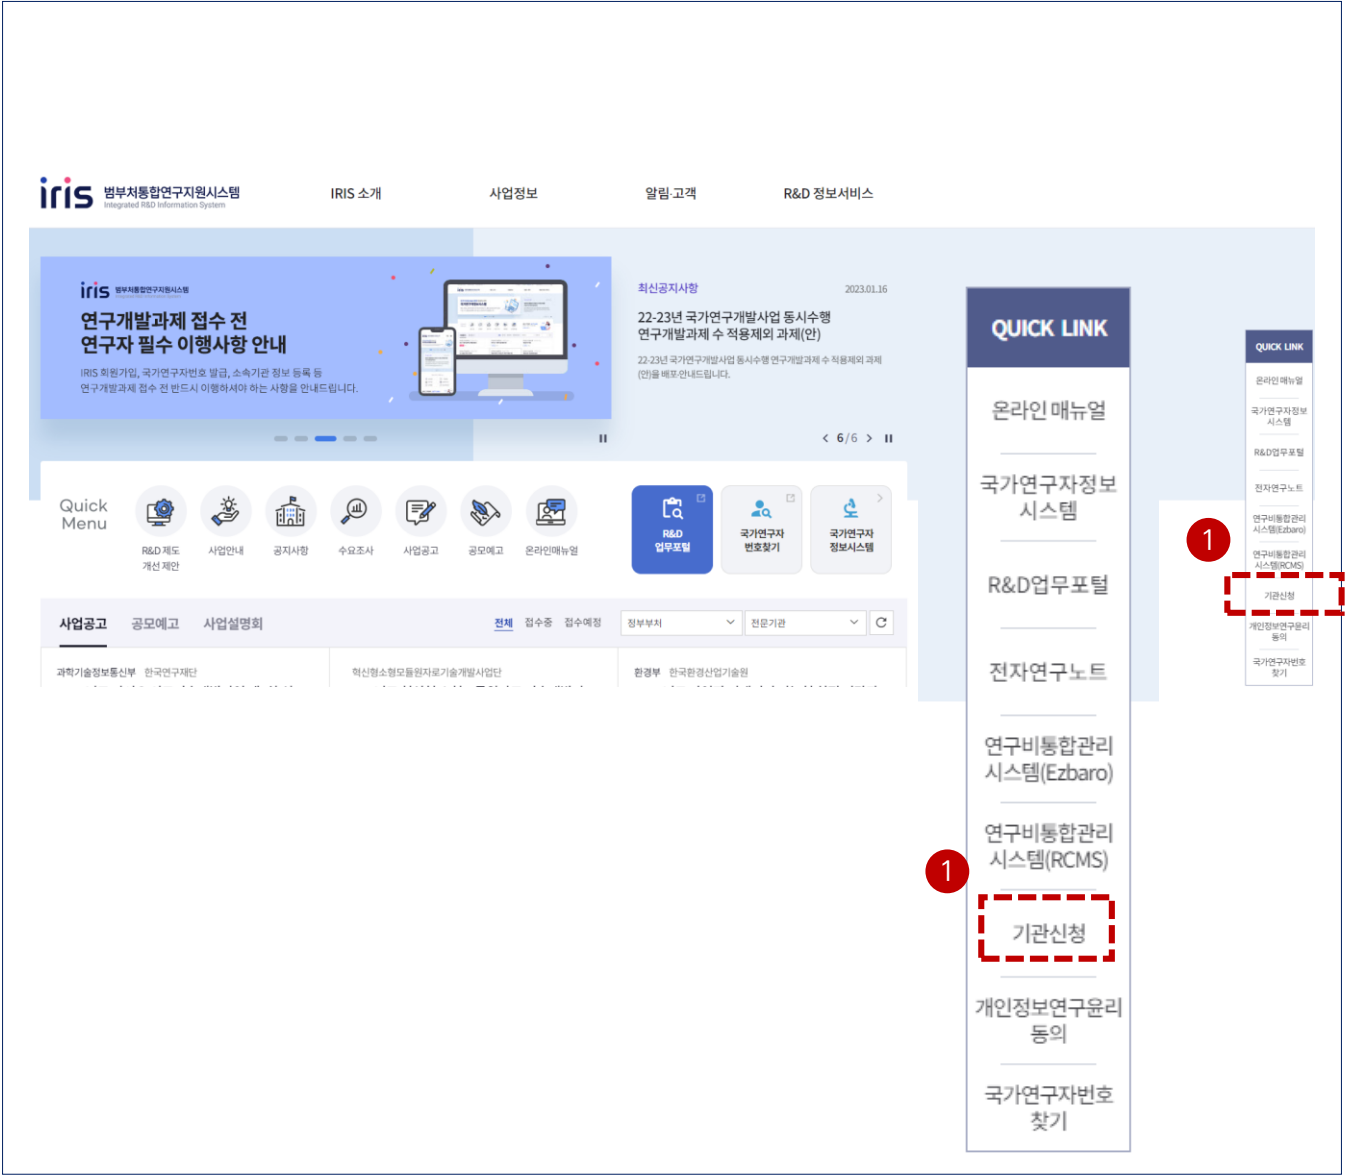 iris 범부처통합연구지원시스템
Integrated R&D Information System
IRIS 소개
사업정보
알림·고객
R&D 정보서비스
iris 범부처통합연구지원시스템
연구개발과제 접수 전
연구자 필수 이행사항 안내
IRIS 회원가입, 국가연구자번호 발급, 소속기관 정보 등록 등
연구개발과제 접수 전 반드시 이행하셔야 하는 사항을 안내드립니다.
최신공지사항
2023.01.16
22-23년 국가연구개발사업 동시수행
연구개발과제 수 적용제외 과제(안)
22-23년 국가연구개발사업 동시수행 연구개발과제 수 적용제외 과제
(안)을 배포·안내드립니다.
6/6
Quick
Menu
R&D 제도
개선 제안
사업안내
공지사항
수요조사
사업공고
공모예고
온라인매뉴얼
R&D
업무포털
국가연구자
번호찾기
국가연구자
정보시스템
사업공고
공모예고
사업설명회
전체
접수중
접수예정
정부부처
전문기관
과학기술정보통신부 한국연구재단
혁신형소형모듈원자로기술개발사업단
환경부 한국환경산업기술원
QUICK LINK
온라인 매뉴얼
국가연구자정보
시스템
R&D업무포털
전자연구노트
연구비통합관리
시스템(Ezbaro)
연구비통합관리
시스템(RCMS)
1
기관신청
개인정보연구윤리
동의
국가연구자번호
찾기
QUICK LINK
온라인 매뉴얼
국가연구자정보
시스템
R&D업무포털
전자연구노트
연구비통합관리
시스템(Ezbaro)
1
연구비통합관리
시스템(RCMS)
기관신청
개인정보연구윤리
동의
국가연구자번호
찾기